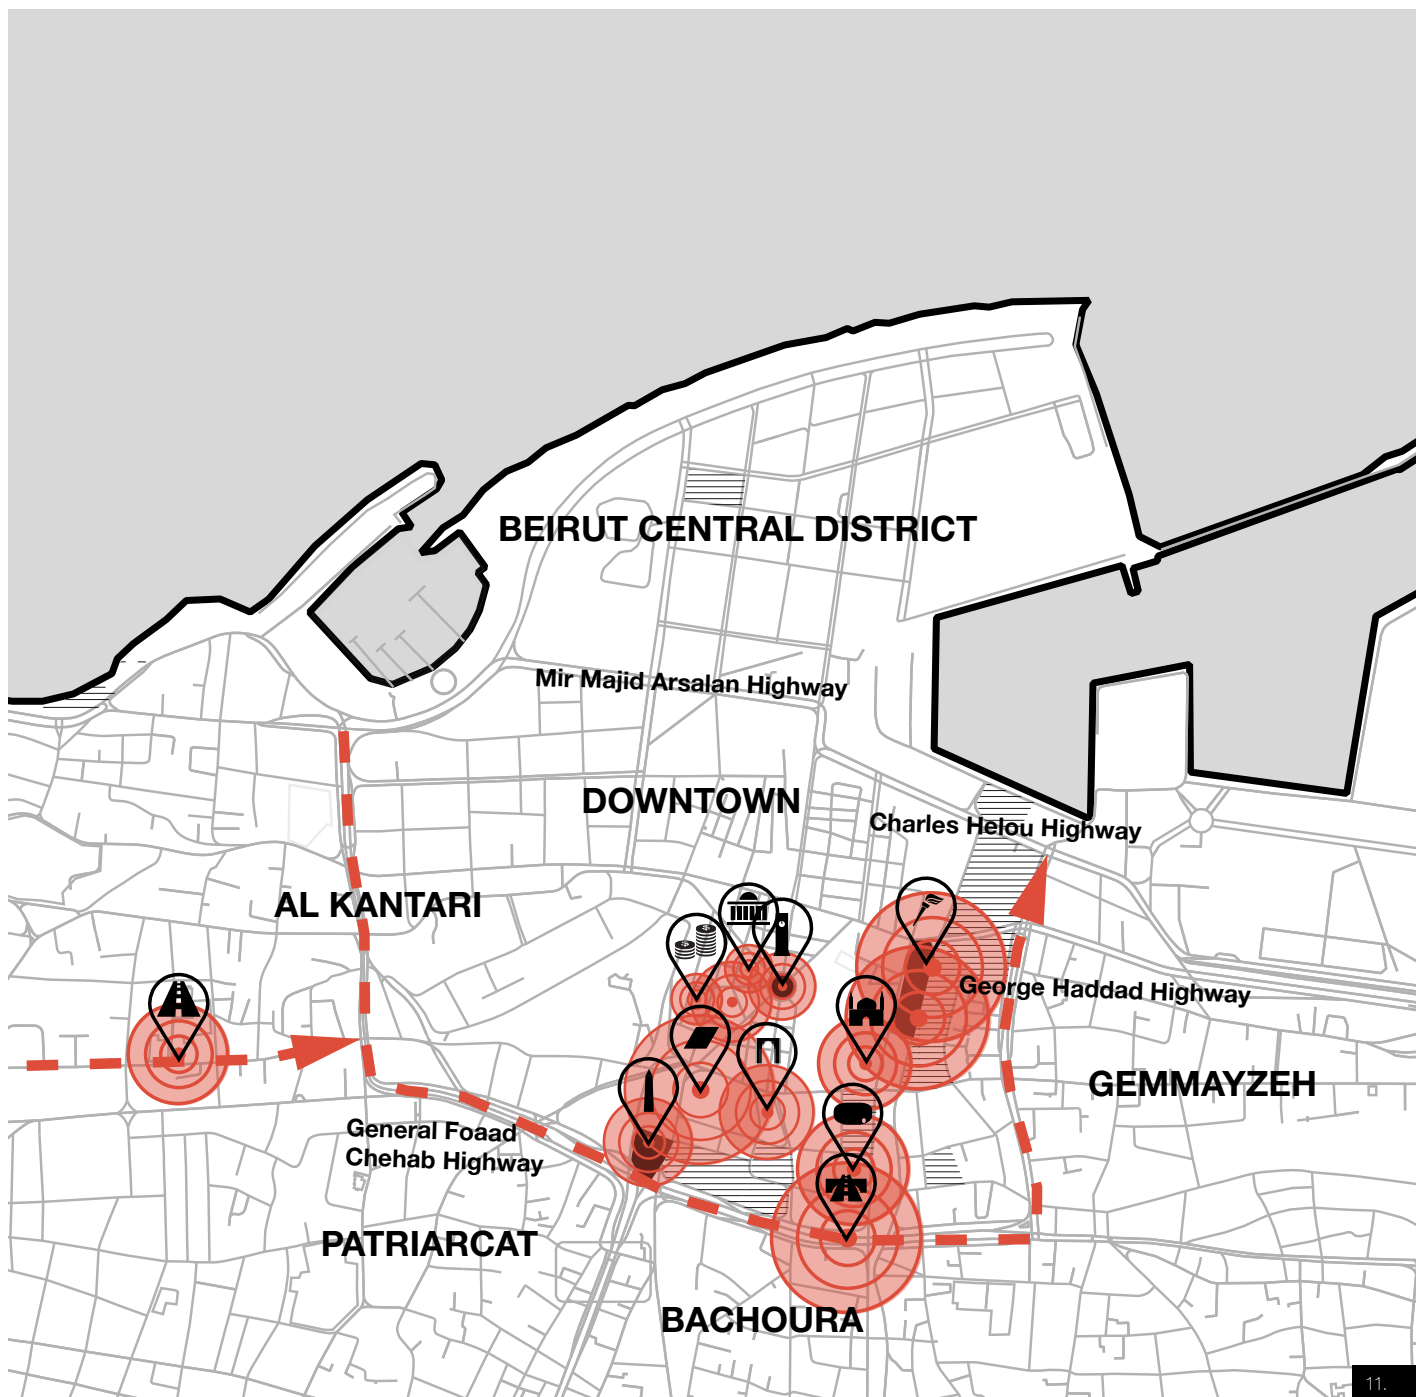 BEIRUT CENTRAL DISTRICT
Mir Majid Arsalan Highway
DOWNTOWN
Charles Helou Highway
AL KANTARI
George Haddad Highway
GEMMAYZEH
General Foaad
Chehab Highway
PATRIARCAT
BACHOURA
11.